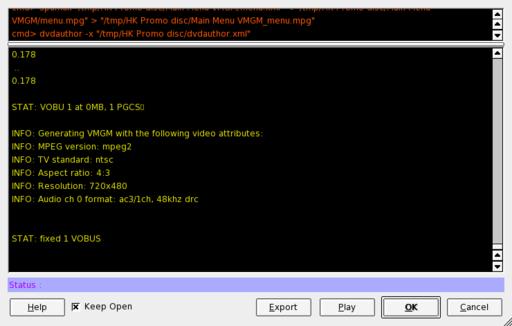 VMGM/menu.mpg" > "/tmp/HK Promo disc/Main Menu VMGM_menu.mpg"
cmd> dvdauthor -x "/tmp/HK Promo disc/dvdauthor xml"
0.178
..
0.178
STAT: VOBU 1 at 0MB, 1 PGCS
INFO: Generating VMGM with the following video attributes:
INFO: MPEG version: mpeg2
INFO: TV standard: ntsc
INFO: Aspect ratio: 4:3
INFO: Resolution: 720x480
INFO: Audio ch 0 format: ac3/1ch, 48khz drc
STAT: fixed 1 VOBUS
Status :
Help
Keep Open
Export
Play
OK
Cancel